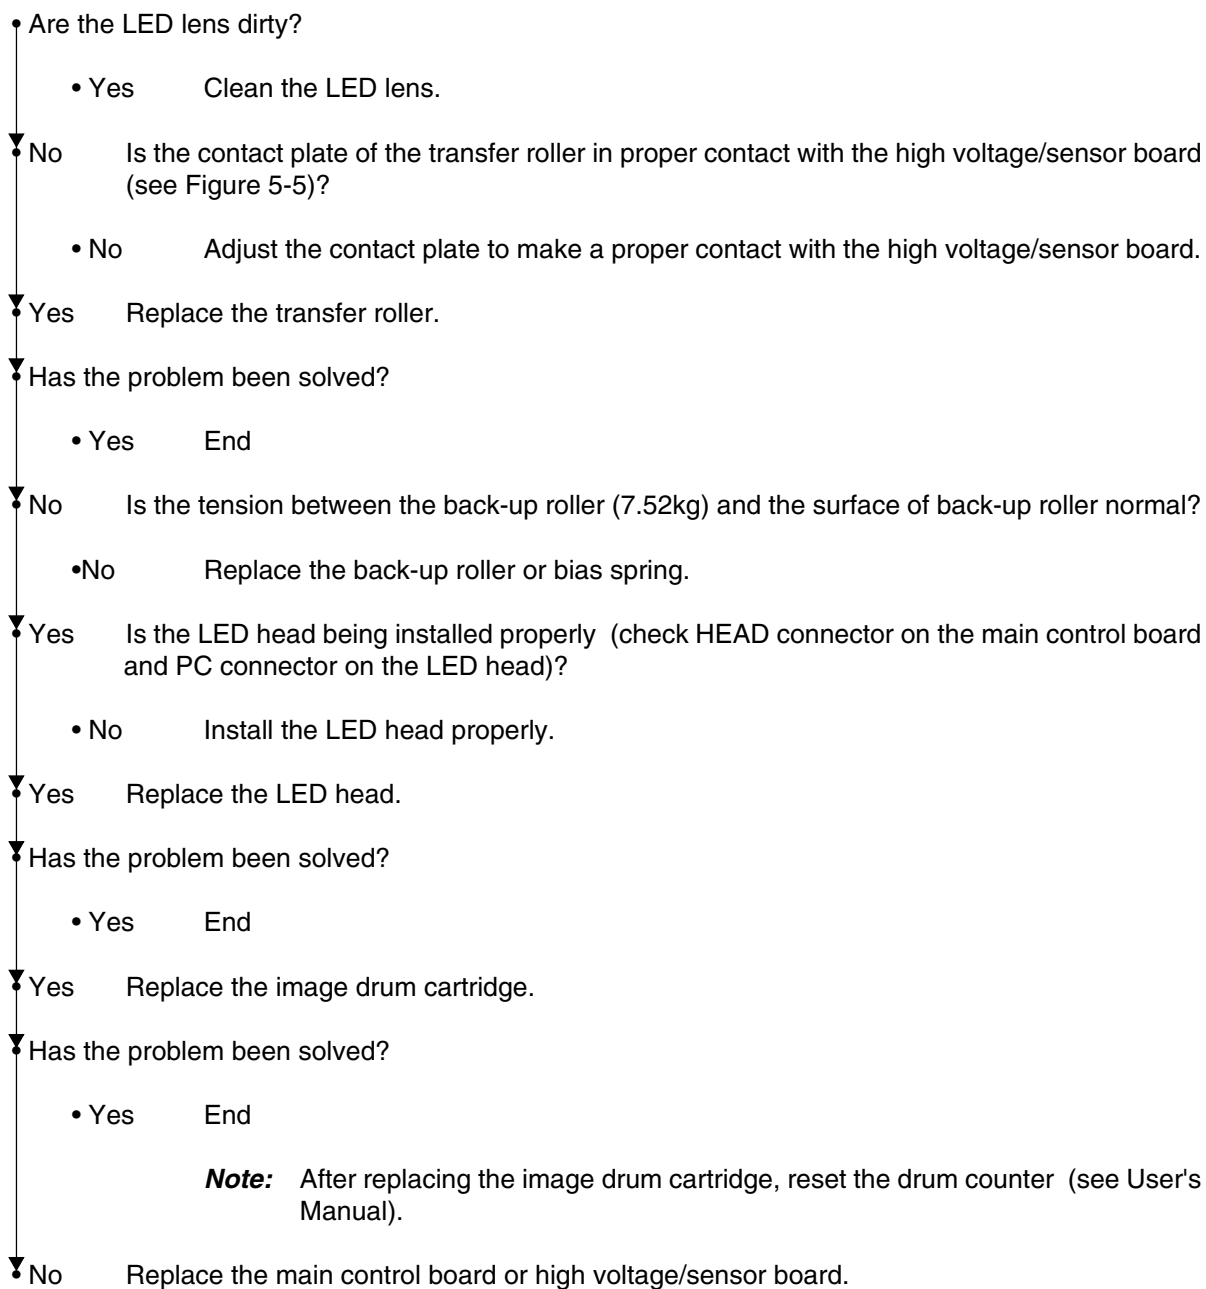 • Are the LED lens dirty?
• Yes Clean the LED lens.
No Is the contact plate of the transfer roller in proper contact with the high voltage/sensor board
(see Figure 5-5)?
• No Adjust the contact plate to make a proper contact with the high voltage/sensor board.
Yes Replace the transfer roller.
Has the problem been solved?
• Yes End
No Is the tension between the back-up roller (7.52kg) and the surface of back-up roller normal?
•No Replace the back-up roller or bias spring.
Yes Is the LED head being installed properly (check HEAD connector on the main control board
and PC connector on the LED head)?
• No Install the LED head properly.
Yes Replace the LED head.
Has the problem been solved?
• Yes End
Yes Replace the image drum cartridge.
Has the problem been solved?
• Yes End
Note: After replacing the image drum cartridge, reset the drum counter (see User's
Manual).
No Replace the main control board or high voltage/sensor board.